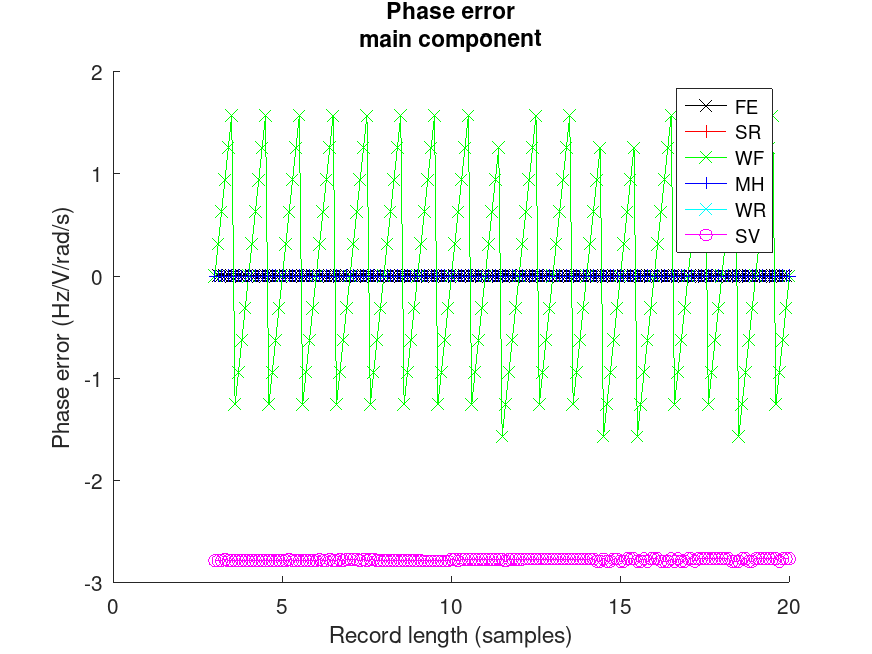 Phase error
main component
2
1
0
-1
-2
-3
Phase error (Hz/V/rad/s)
0
5
10
15
20
Record length (samples)
FE
SR
WF
MH
WR
SV